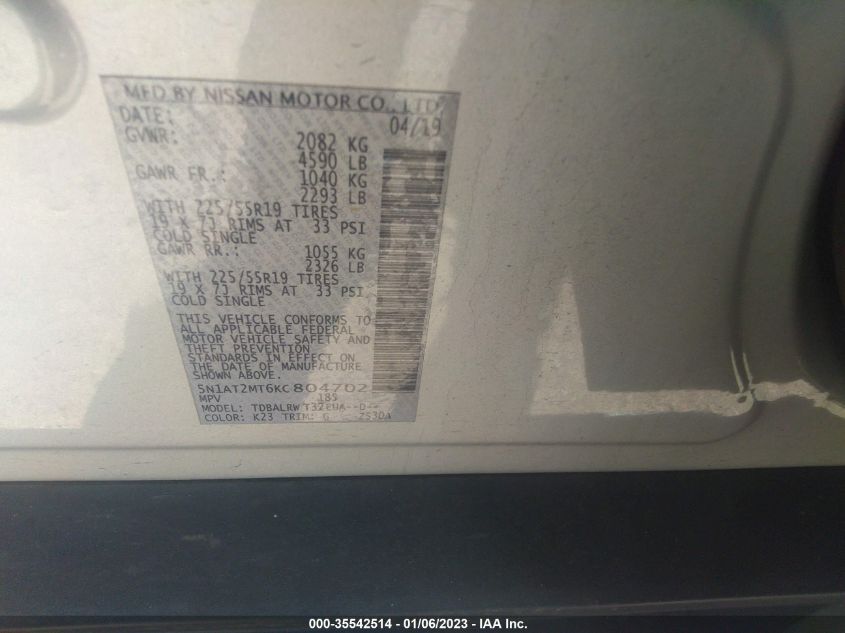 MFD BY NISSAN MOTOR CO., LTD
DATE: 04/19
GVWR: 2082 KG
4590 LB
GAWR FR.: 1040 KG
2293 LB
WITH 225/55R19 TIRES
19 X 7J RIMS AT 33 PSI
COLD SINGLE
GAWR RR.: 1055 KG
2326 LB
WITH 225/55R19 TIRES
19 X 7J RIMS AT 33 PSI
COLD SINGLE
THIS VEHICLE CONFORMS TO
ALL APPLICABLE FEDERAL
MOTOR VEHICLE SAFETY AND
THEFT PREVENTION
STANDARDS IN EFFECT ON
THE DATE OF MANUFACTURE
SHOWN ABOVE.
5N1AT2MT6KC804702
MPV 185
MODEL: TDBALRW
COLOR: K23 TRIM: G
000-35542514 - 01/06/2023 - IAA Inc.